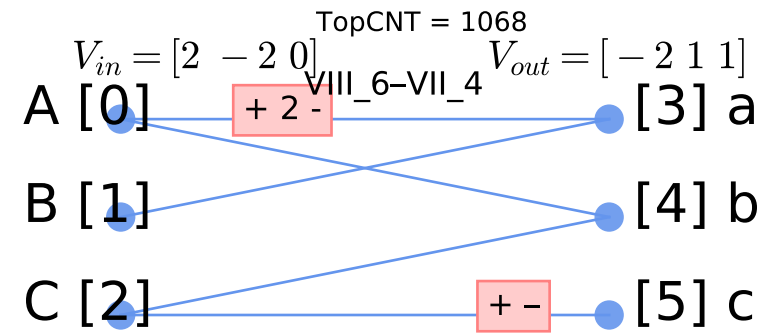 TopCNT = 1068
V_in = [2 −2 0]
V_out = [−2 1 1]
VIII_6–VII_4
A [0]
+ 2 -
[3] a
B [1]
[4] b
C [2]
+ –
[5] c